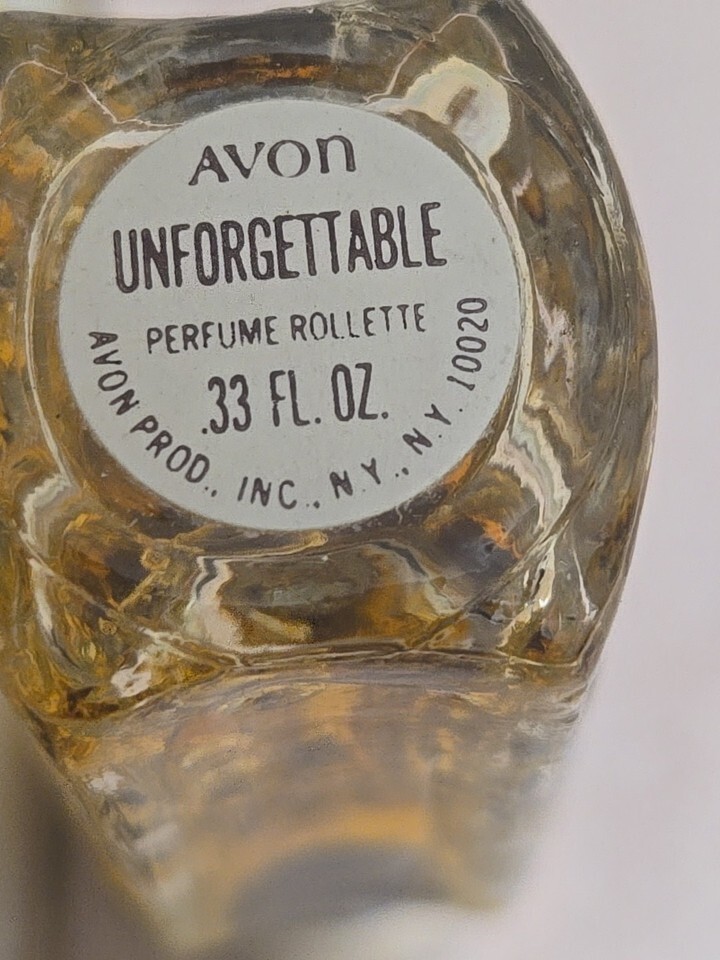 AVON
UNFORGETTABLE
PERFUME ROLLETTE
.33 FL. OZ.
AVON PROD., INC., N.Y., N.Y. 10020